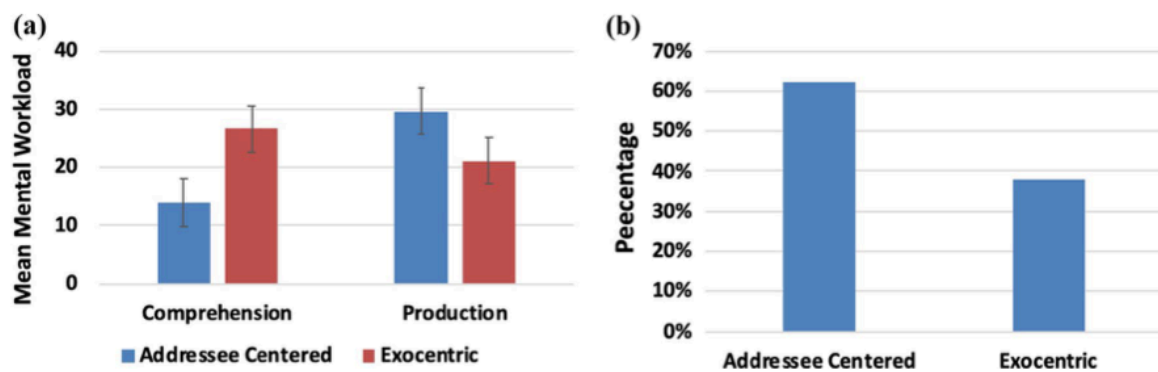 (a)
Mean Mental Workload
40
30
20
10
0
Comprehension Production
Addressee Centered Exocentric
(b)
Peecentage
70%
60%
50%
40%
30%
20%
10%
0%
Addressee Centered Exocentric